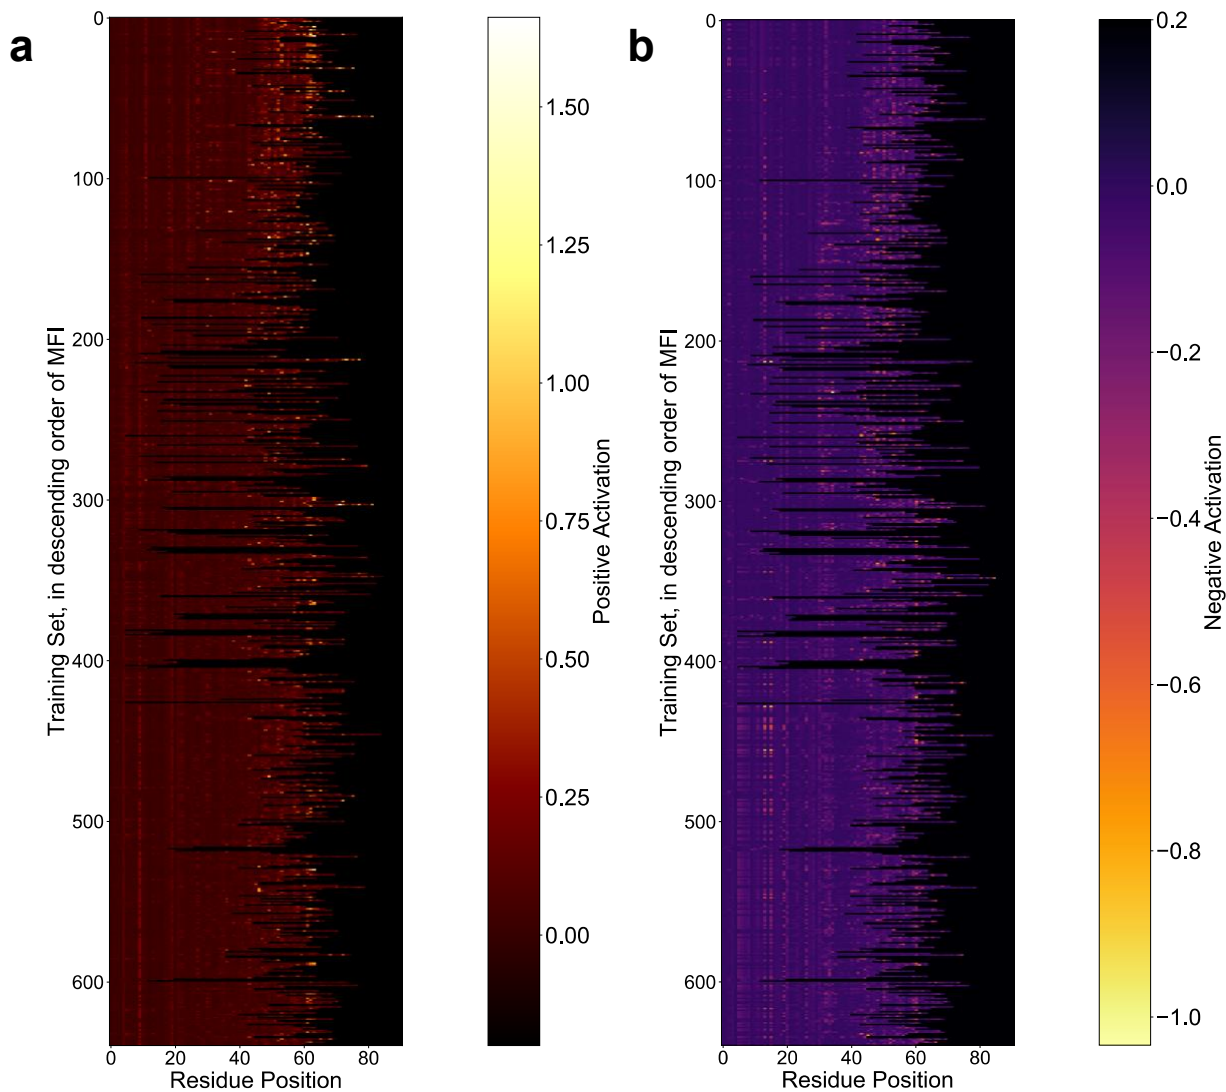 a
0
100
200
300
400
500
600
Training Set, in descending order of MFI
0 20 40 60 80
Residue Position
1.50
1.25
1.00
0.75
0.50
0.25
0.00
Positive Activation
b
0
100
200
300
400
500
600
Training Set, in descending order of MFI
0 20 40 60 80
Residue Position
0.2
0.0
−0.2
−0.4
−0.6
−0.8
−1.0
Negative Activation